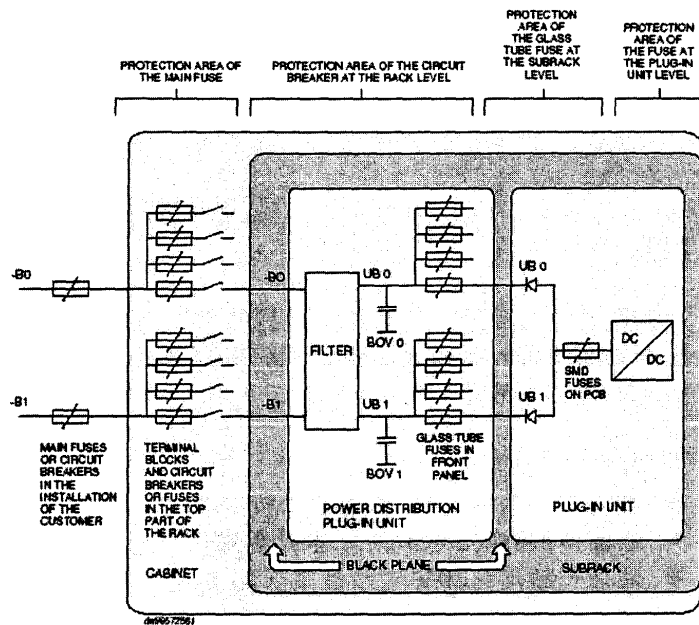 PROTECTION AREA OF
THE MAIN FUSE
PROTECTION AREA OF THE CIRCUIT
BREAKER AT THE RACK LEVEL
PROTECTION
AREA OF
THE GLASS
TUBE FUSE AT
THE SUBRACK
LEVEL
PROTECTION
AREA OF
THE FUSE AT
THE PLUG-IN
UNIT LEVEL
-B0
-B0
UB 0
UB 0
BOV 0
FILTER
DC
DC
SMD
FUSES
ON PCB
-B1
-B1
UB 1
UB 1
BOV 1
GLASS TUBE
FUSES IN
FRONT
PANEL
MAIN FUSES
OR CIRCUIT
BREAKERS
IN THE
INSTALLATION
OF THE
CUSTOMER
TERMINAL
BLOCKS
AND CIRCUIT
BREAKERS
OR FUSES
IN THE TOP
PART OF
THE RACK
POWER DISTRIBUTION
PLUG-IN UNIT
PLUG-IN UNIT
BLACK PLANE
CABINET
SUBRACK